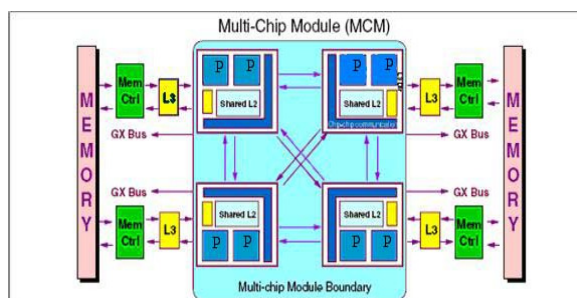 Multi-Chip Module (MCM)
MEMORY
Mem
Ctrl
L3
P P
Shared L2
GX Bus
P P
Shared L2
Chip-chip communication
L3
Mem
Ctrl
GX Bus
MEMORY
GX Bus
Mem
Ctrl
L3
Shared L2
P P
Shared L2
P P
GX Bus
L3
Mem
Ctrl
Multi-chip Module Boundary